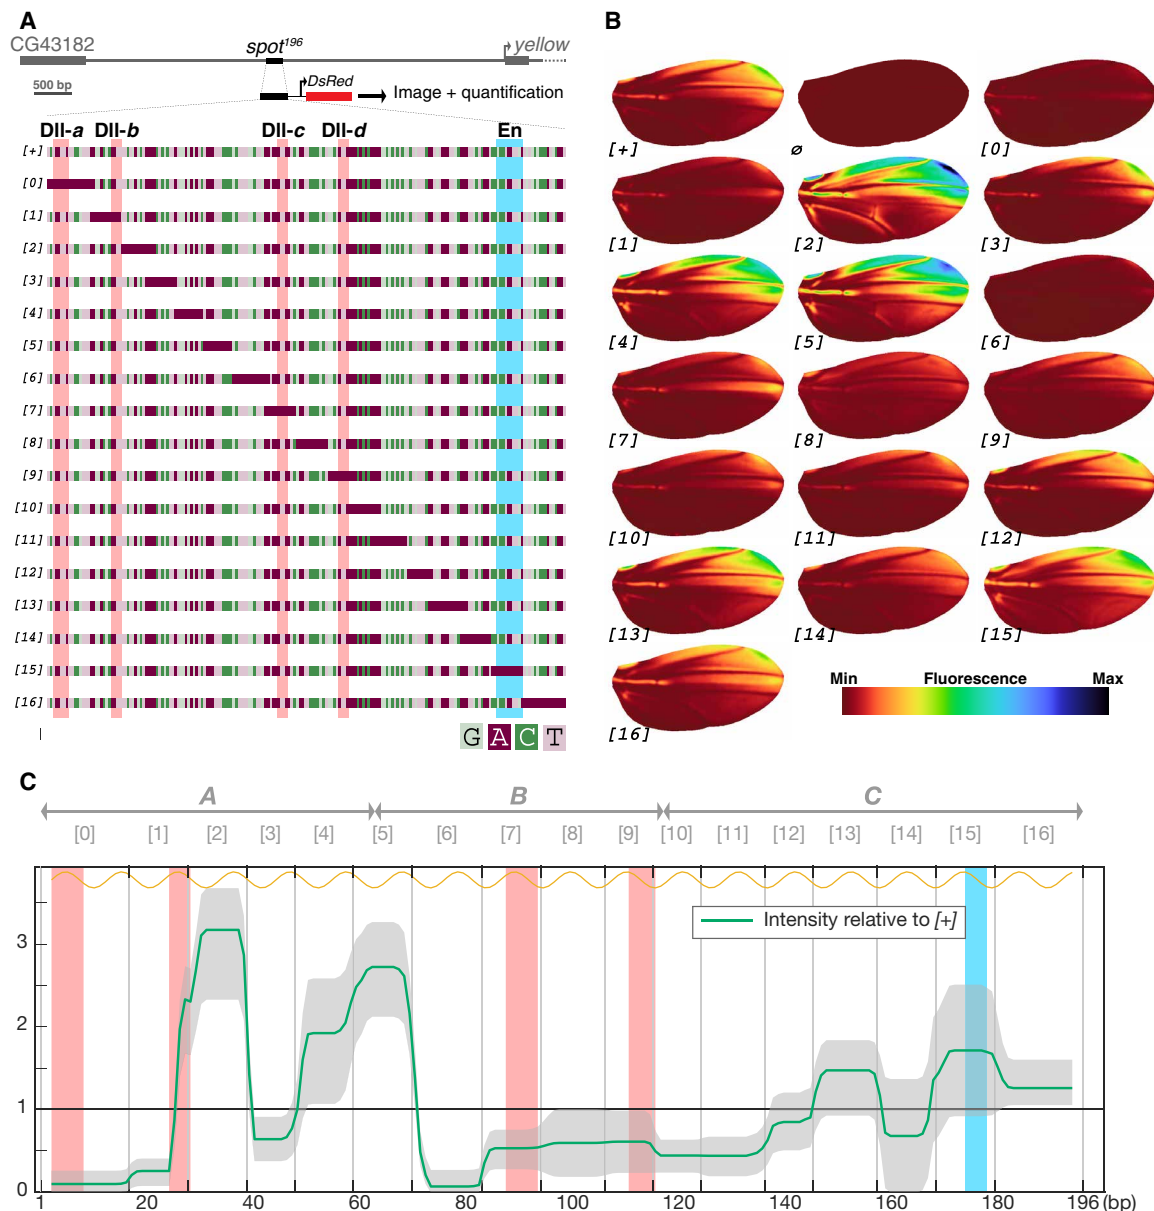 A
CG43182
spot196
yellow
500 bp
DsRed
Image + quantification
Dll-a Dll-b Dll-c Dll-d En
[+]
[0]
[1]
[2]
[3]
[4]
[5]
[6]
[7]
[8]
[9]
[10]
[11]
[12]
[13]
[14]
[15]
[16]
G A C T
B
[+] ø [0]
[1] [2] [3]
[4] [5] [6]
[7] [8] [9]
[10] [11] [12]
[13] [14] [15]
[16]
Min Fluorescence Max
C
A B C
[0] [1] [2] [3] [4] [5] [6] [7] [8] [9] [10] [11] [12] [13] [14] [15] [16]
Intensity relative to [+]
3
2
1
0
1 20 40 60 80 100 120 140 160 180 196 (bp)